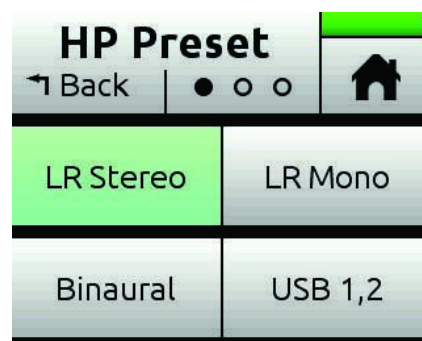 HP Preset
Back
LR Stereo
LR Mono
Binaural
USB 1,2